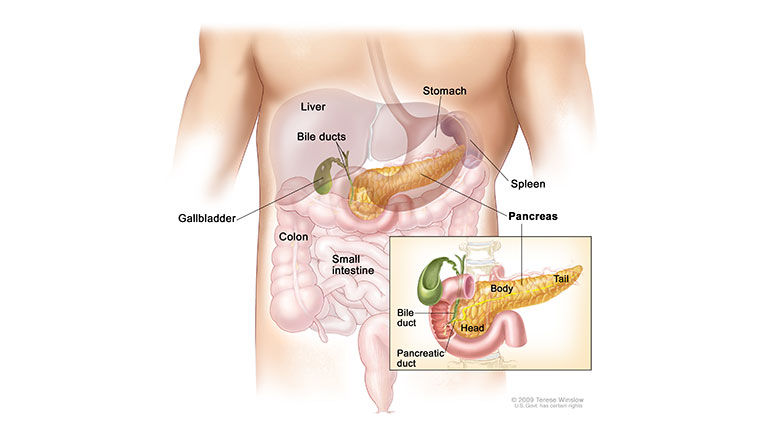 Stomach
Liver
Bile ducts
Spleen
Gallbladder
Pancreas
Colon
Small
intestine
Tail
Body
Bile
duct
Head
Pancreatic
duct
© 2009 Terese Winslow
U.S. Govt. has certain rights